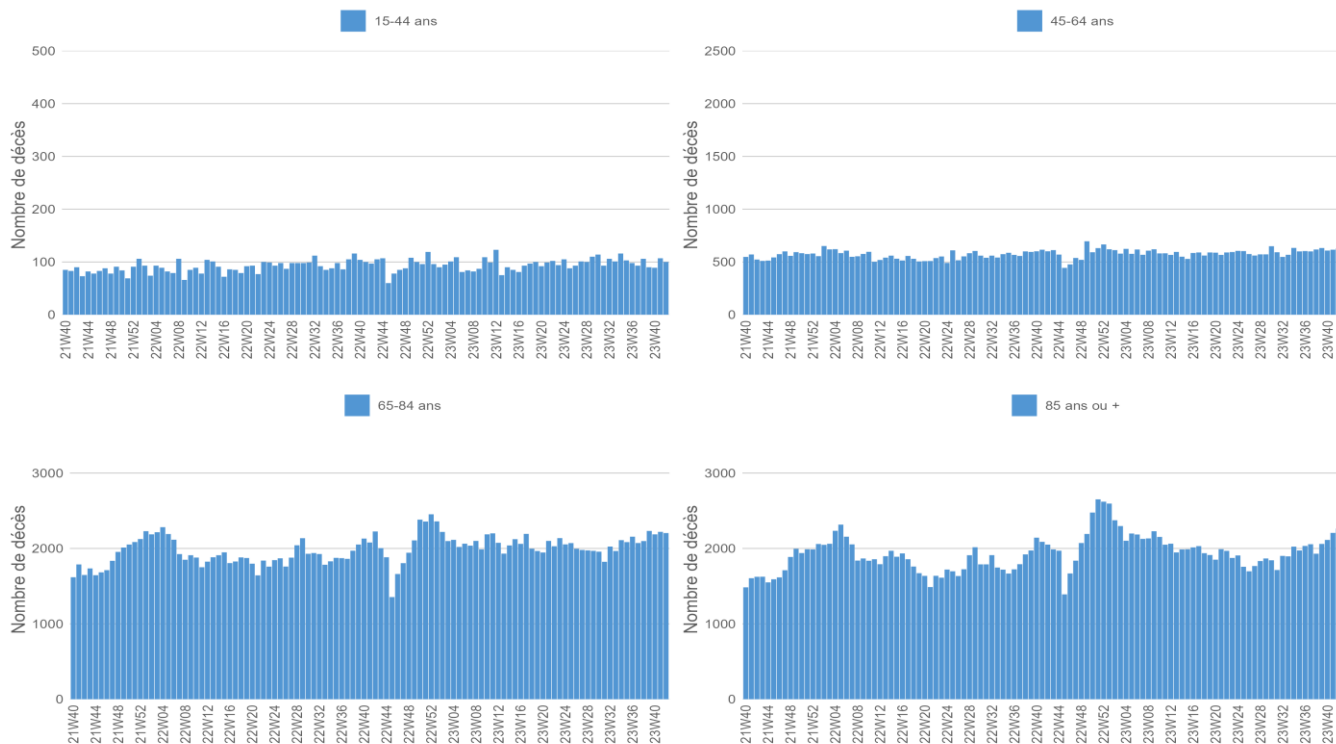 15-44 ans
500
400
300
200
100
0
Nombre de décès
21W40
21W44
21W48
21W52
22W04
22W08
22W12
22W16
22W20
22W24
22W28
22W32
22W36
22W40
22W44
22W48
22W52
23W04
23W08
23W12
23W16
23W20
23W24
23W28
23W32
23W36
23W40
45-64 ans
2500
2000
1500
1000
500
0
Nombre de décès
21W40
21W44
21W48
21W52
22W04
22W08
22W12
22W16
22W20
22W24
22W28
22W32
22W36
22W40
22W44
22W48
22W52
23W04
23W08
23W12
23W16
23W20
23W24
23W28
23W32
23W36
23W40
65-84 ans
3000
2000
1000
0
Nombre de décès
21W40
21W44
21W48
21W52
22W04
22W08
22W12
22W16
22W20
22W24
22W28
22W32
22W36
22W40
22W44
22W48
22W52
23W04
23W08
23W12
23W16
23W20
23W24
23W28
23W32
23W36
23W40
85 ans ou +
3000
2000
1000
0
Nombre de décès
21W40
21W44
21W48
21W52
22W04
22W08
22W12
22W16
22W20
22W24
22W28
22W32
22W36
22W40
22W44
22W48
22W52
23W04
23W08
23W12
23W16
23W20
23W24
23W28
23W32
23W36
23W40